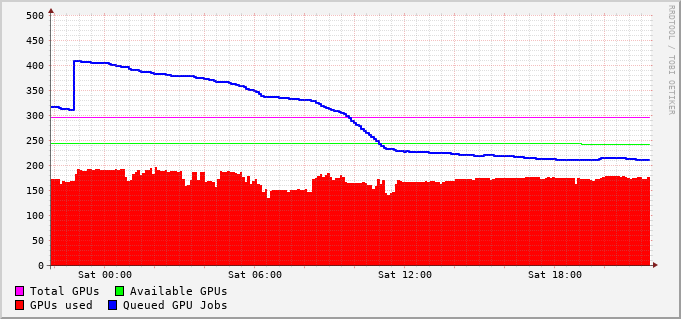 500
450
400
350
300
250
200
150
100
50
0
Sat 00:00 Sat 06:00 Sat 12:00 Sat 18:00
Total GPUs Available GPUs
GPUs used Queued GPU Jobs
RRDTOOL / TOBI OETIKER